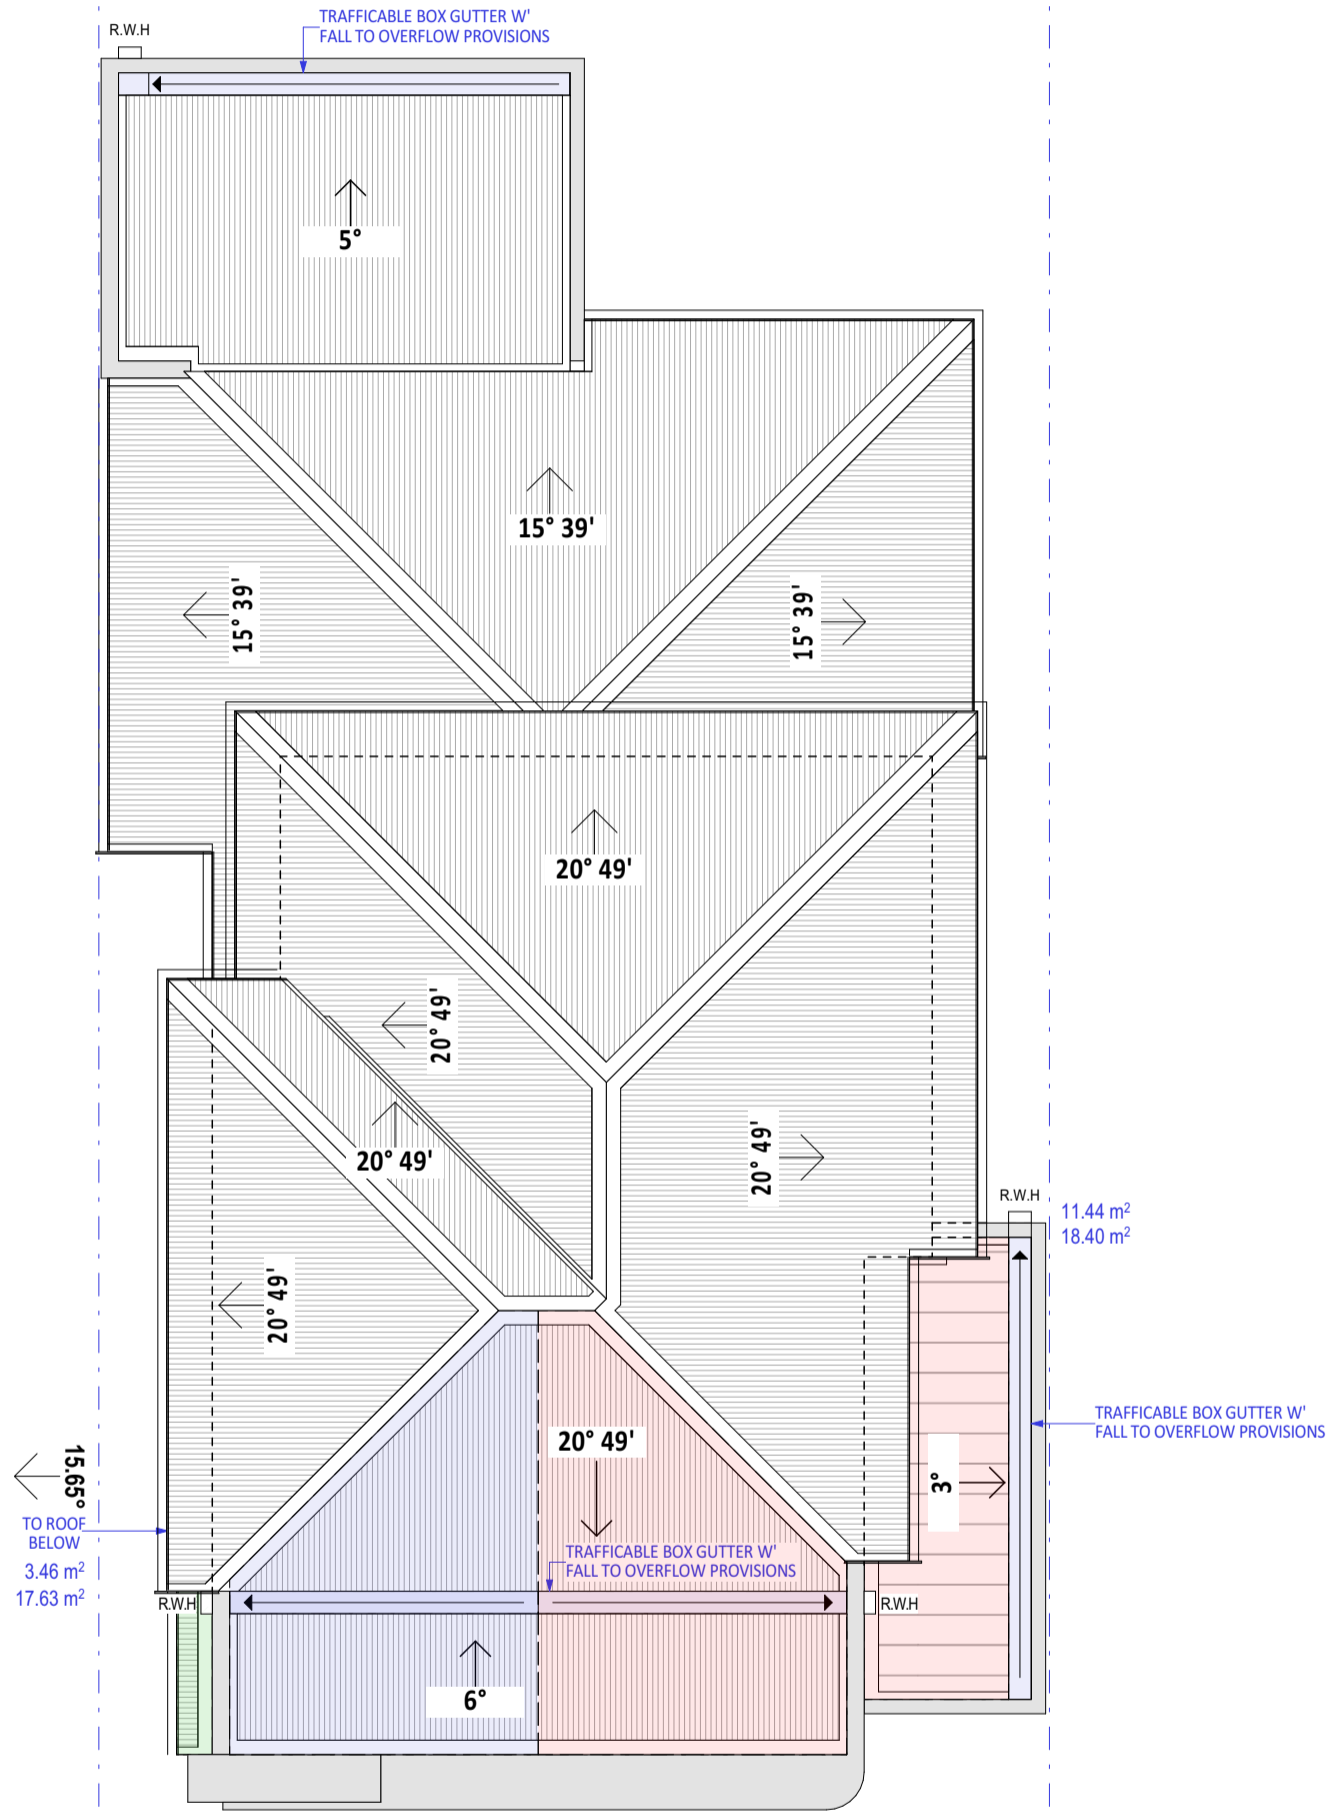 R.W.H
TRAFFICABLE BOX GUTTER W'
FALL TO OVERFLOW PROVISIONS
5°
15° 39'
15° 39'
15° 39'
20° 49'
20° 49'
20° 49'
20° 49'
R.W.H
11.44 m²
18.40 m²
20° 49'
TRAFFICABLE BOX GUTTER W'
FALL TO OVERFLOW PROVISIONS
20° 49'
3°
15.65°
TO ROOF
BELOW
3.46 m²
17.63 m²
TRAFFICABLE BOX GUTTER W'
FALL TO OVERFLOW PROVISIONS
R.W.H
R.W.H
6°